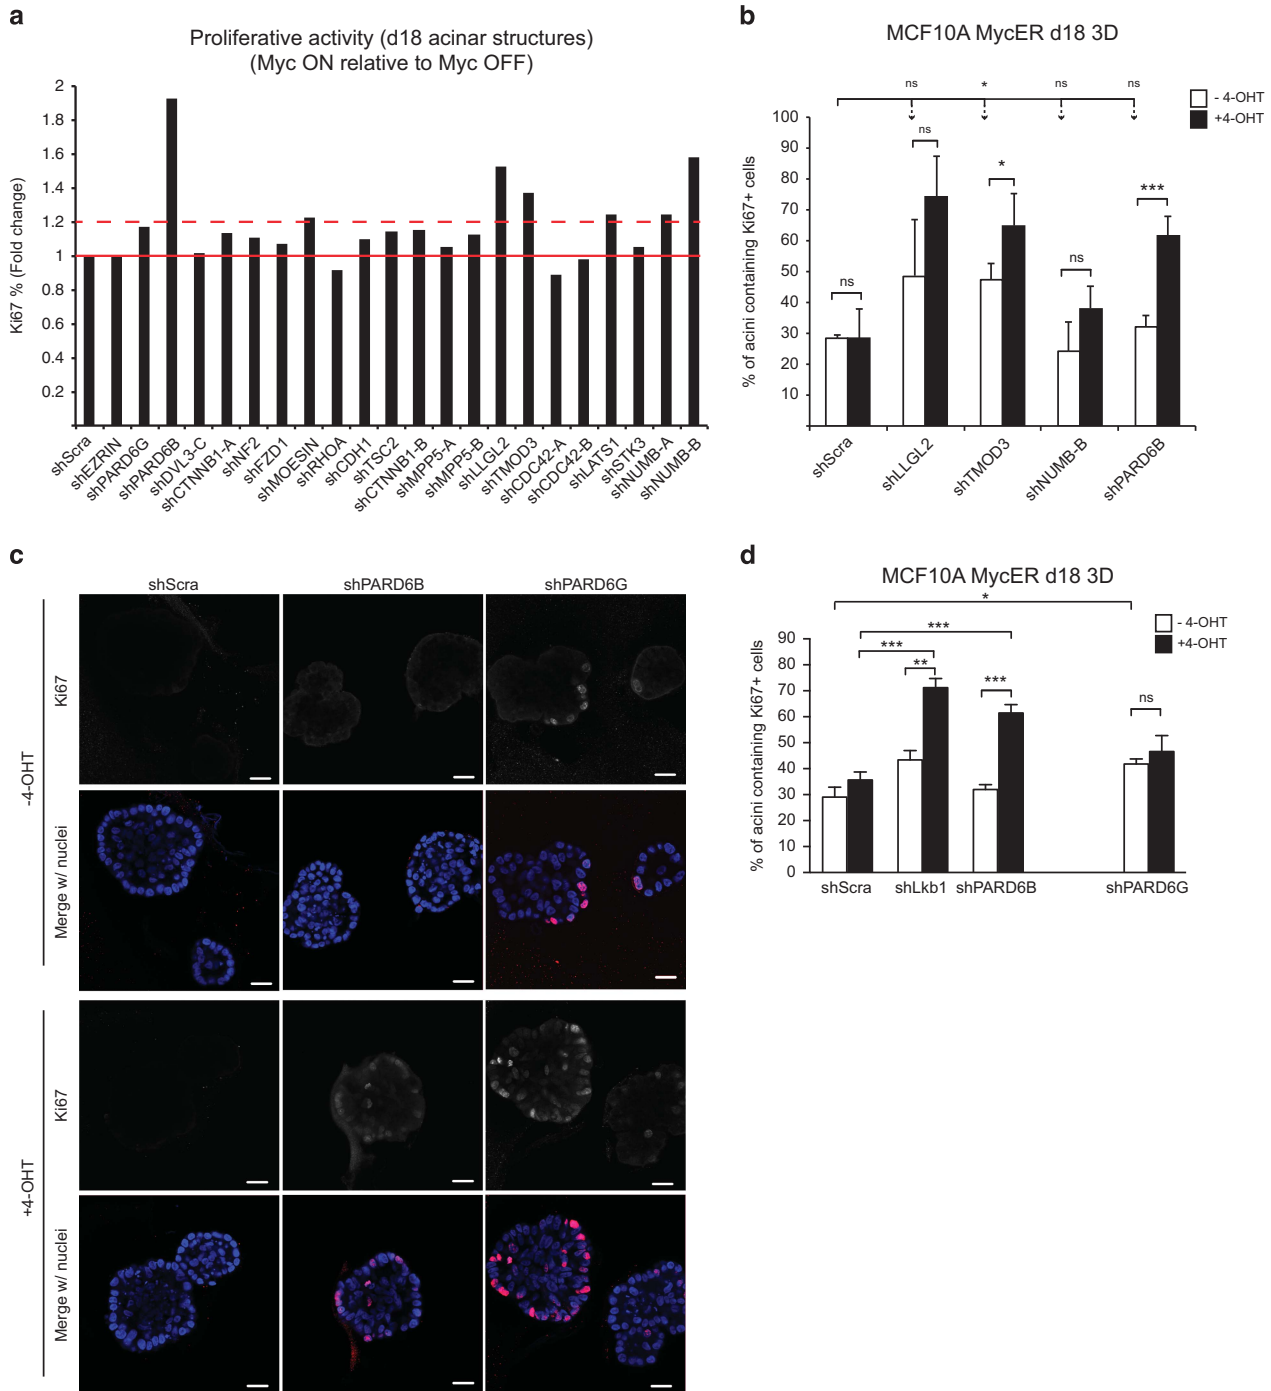 a
Proliferative activity (d18 acinar structures)
(Myc ON relative to Myc OFF)
Ki67 % (Fold change)
2
1.8
1.6
1.4
1.2
1
0.8
0.6
0.4
0.2
shScra
shEZRIN
shPARD6G
shPARD6B
shDVL3-C
shCTNNB1-A
shNF2
shFZD1
shMOESIN
shRHOA
shCDH1
shTSC2
shCTNNB1-B
shMPP5-A
shMPP5-B
shLLGL2
shTMOD3
shCDC42-A
shCDC42-B
shLATS1
shSTK3
shNUMB-A
shNUMB-B
b
MCF10A MycER d18 3D
ns * ns ns
- 4-OHT
+4-OHT
% of acini containing Ki67+ cells
100
90
80
70
60
50
40
30
20
10
ns
ns
*
ns
***
shScra
shLLGL2
shTMOD3
shNUMB-B
shPARD6B
c
shScra shPARD6B shPARD6G
-4-OHT
Ki67
Merge w/ nuclei
+4-OHT
Ki67
Merge w/ nuclei
d
MCF10A MycER d18 3D
*
- 4-OHT
+4-OHT
% of acini containing Ki67+ cells
90
80
70
60
50
40
30
20
10
0
***
***
**
***
ns
shScra shLkb1 shPARD6B shPARD6G